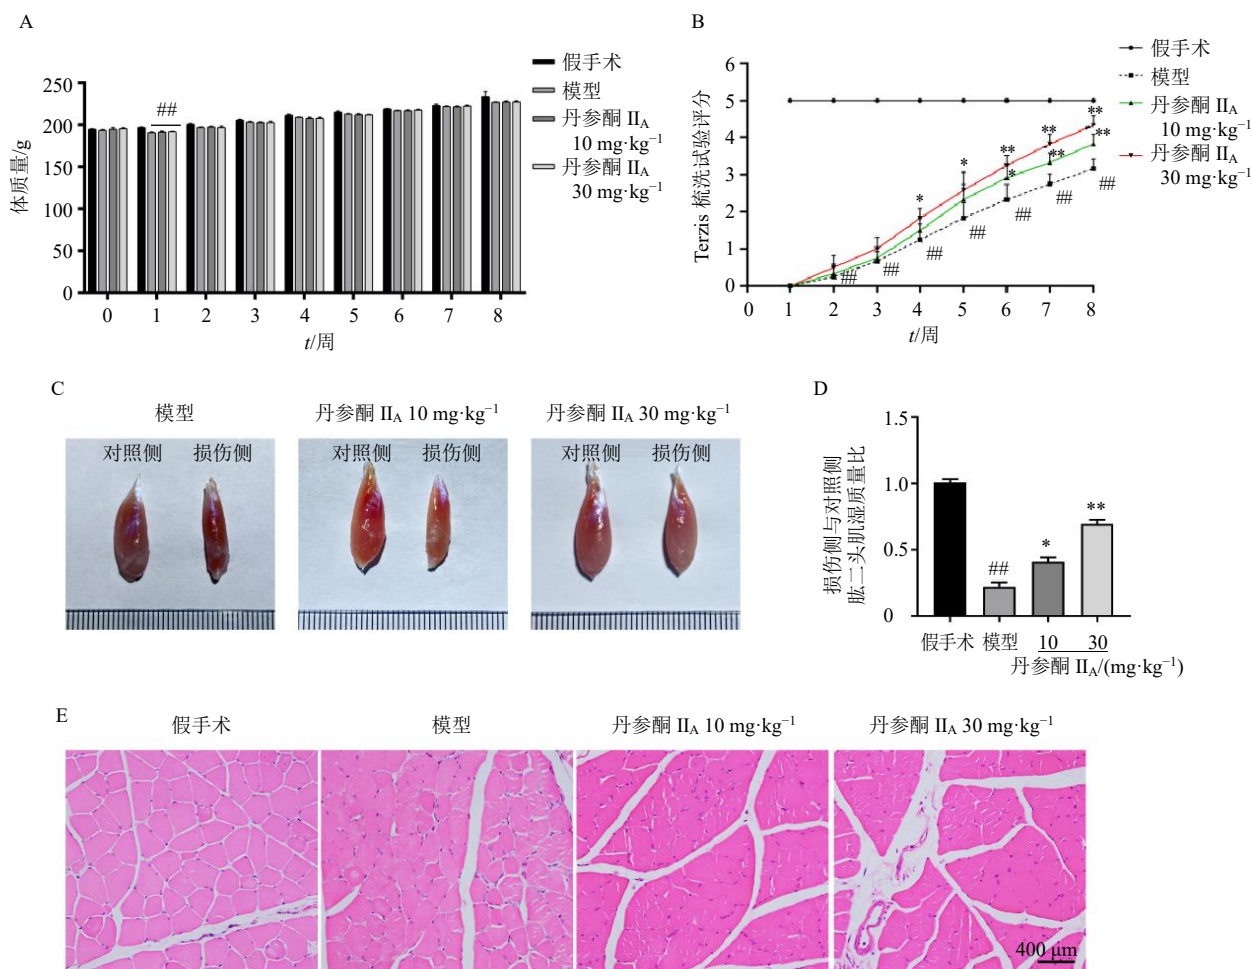 A
体质量/g
250
200
150
100
50
0
##
0 1 2 3 4 5 6 7 8
t/周
假手术
模型
丹参酮 IIA
10 mg·kg⁻¹
丹参酮 IIA
30 mg·kg⁻¹
B
Terzis 梳洗试验评分
6
5
4
3
2
1
0
* * ** ** **
* ** **
## ## ## ## ## ## ##
0 1 2 3 4 5 6 7 8
t/周
假手术
模型
丹参酮 IIA
10 mg·kg⁻¹
丹参酮 IIA
30 mg·kg⁻¹
C
模型
丹参酮 IIA 10 mg·kg⁻¹
丹参酮 IIA 30 mg·kg⁻¹
对照侧 损伤侧
对照侧 损伤侧
对照侧 损伤侧
D
损伤侧与对照侧
肱二头肌湿质量比
1.5
1.0
0.5
0
##
*
**
假手术 模型 10 30
丹参酮 IIA/(mg·kg⁻¹)
E
假手术
模型
丹参酮 IIA 10 mg·kg⁻¹
丹参酮 IIA 30 mg·kg⁻¹
400 μm